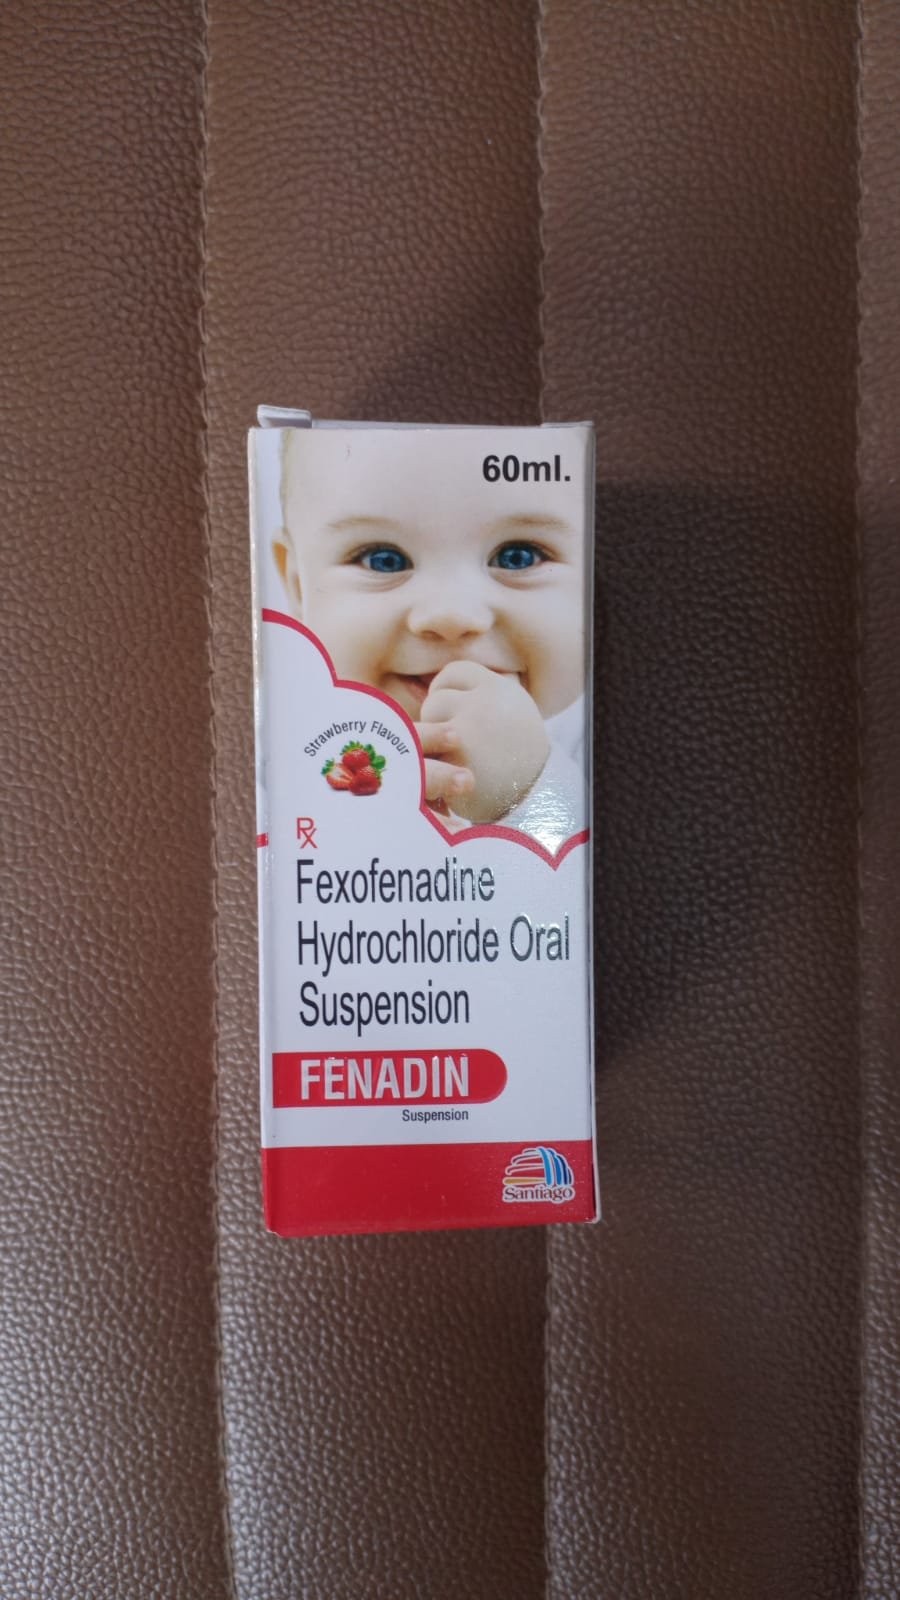 60ml.
Strawberry Flavour
Rx
Fexofenadine
Hydrochloride Oral
Suspension
FENADIN
Suspension
Santiago